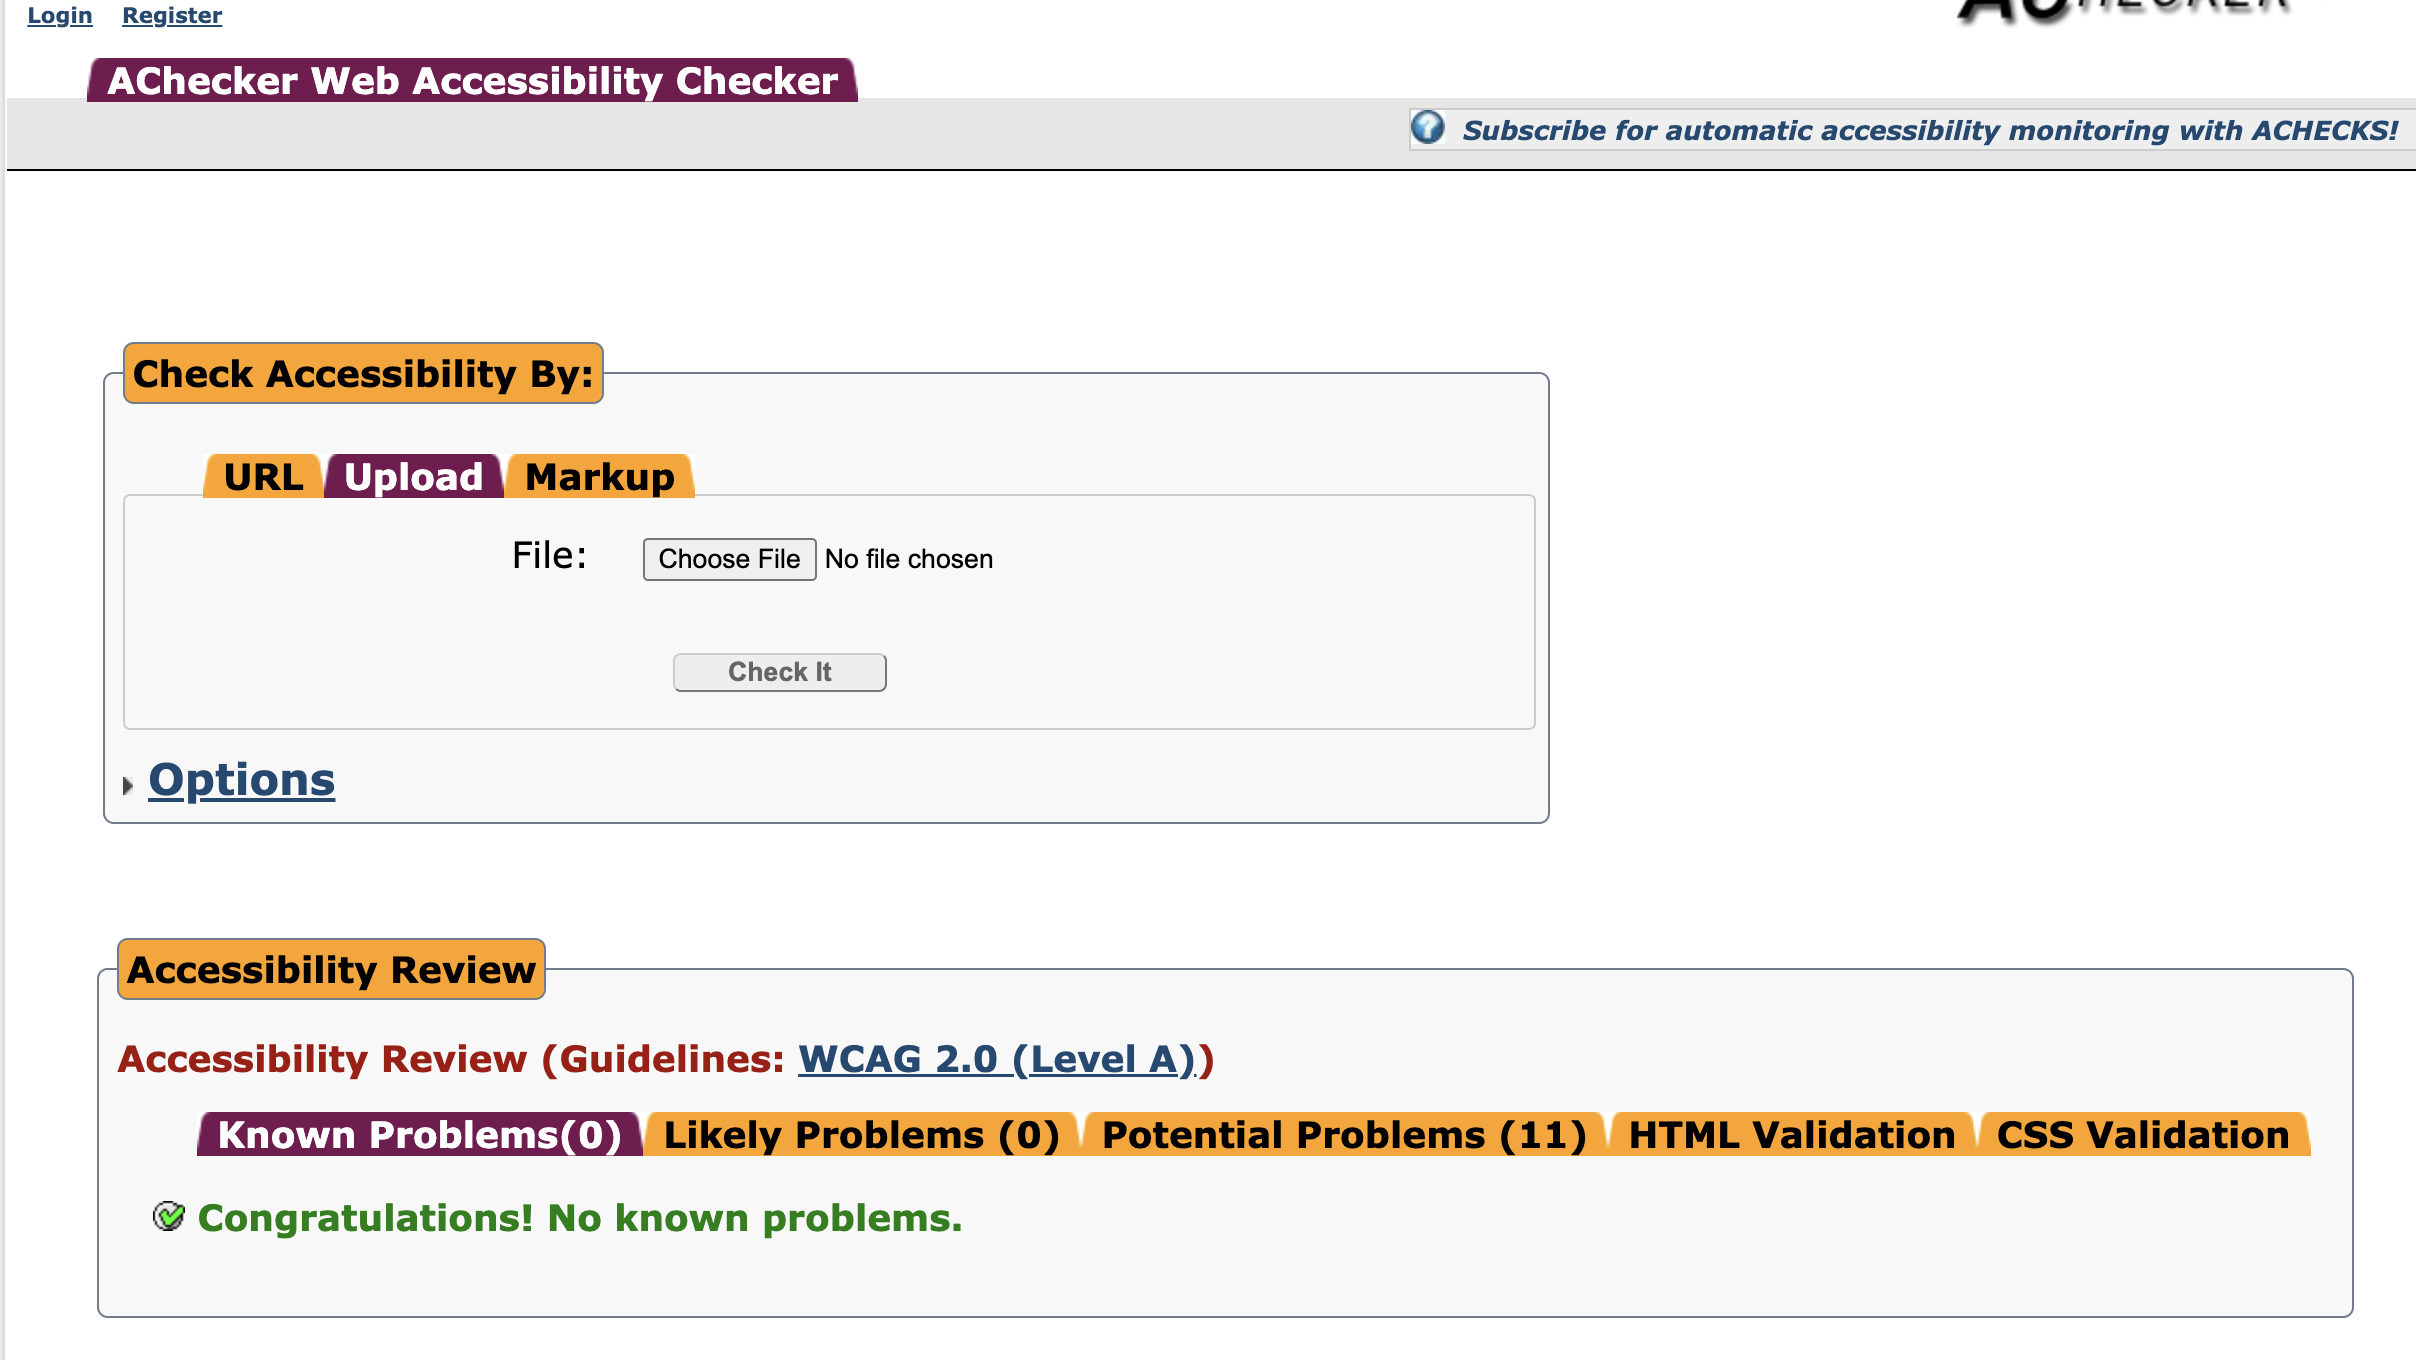 Login Register
ACHECKER
AChecker Web Accessibility Checker
Subscribe for automatic accessibility monitoring with ACHECKS!
Check Accessibility By:
URL Upload Markup
File: Choose File No file chosen
Check It
Options
Accessibility Review
Accessibility Review (Guidelines: WCAG 2.0 (Level A))
Known Problems(0) Likely Problems (0) Potential Problems (11) HTML Validation CSS Validation
Congratulations! No known problems.